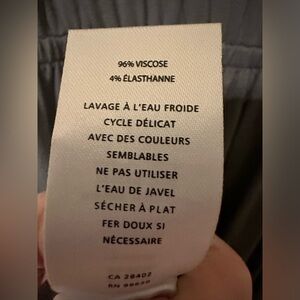 96% VISCOSE
4% ÉLASTHANNE
LAVAGE À L'EAU FROIDE
CYCLE DÉLICAT
AVEC DES COULEURS
SEMBLABLES
NE PAS UTILISER
L'EAU DE JAVEL
SÉCHER À PLAT
FER DOUX SI
NÉCESSAIRE
CA 28402
RN